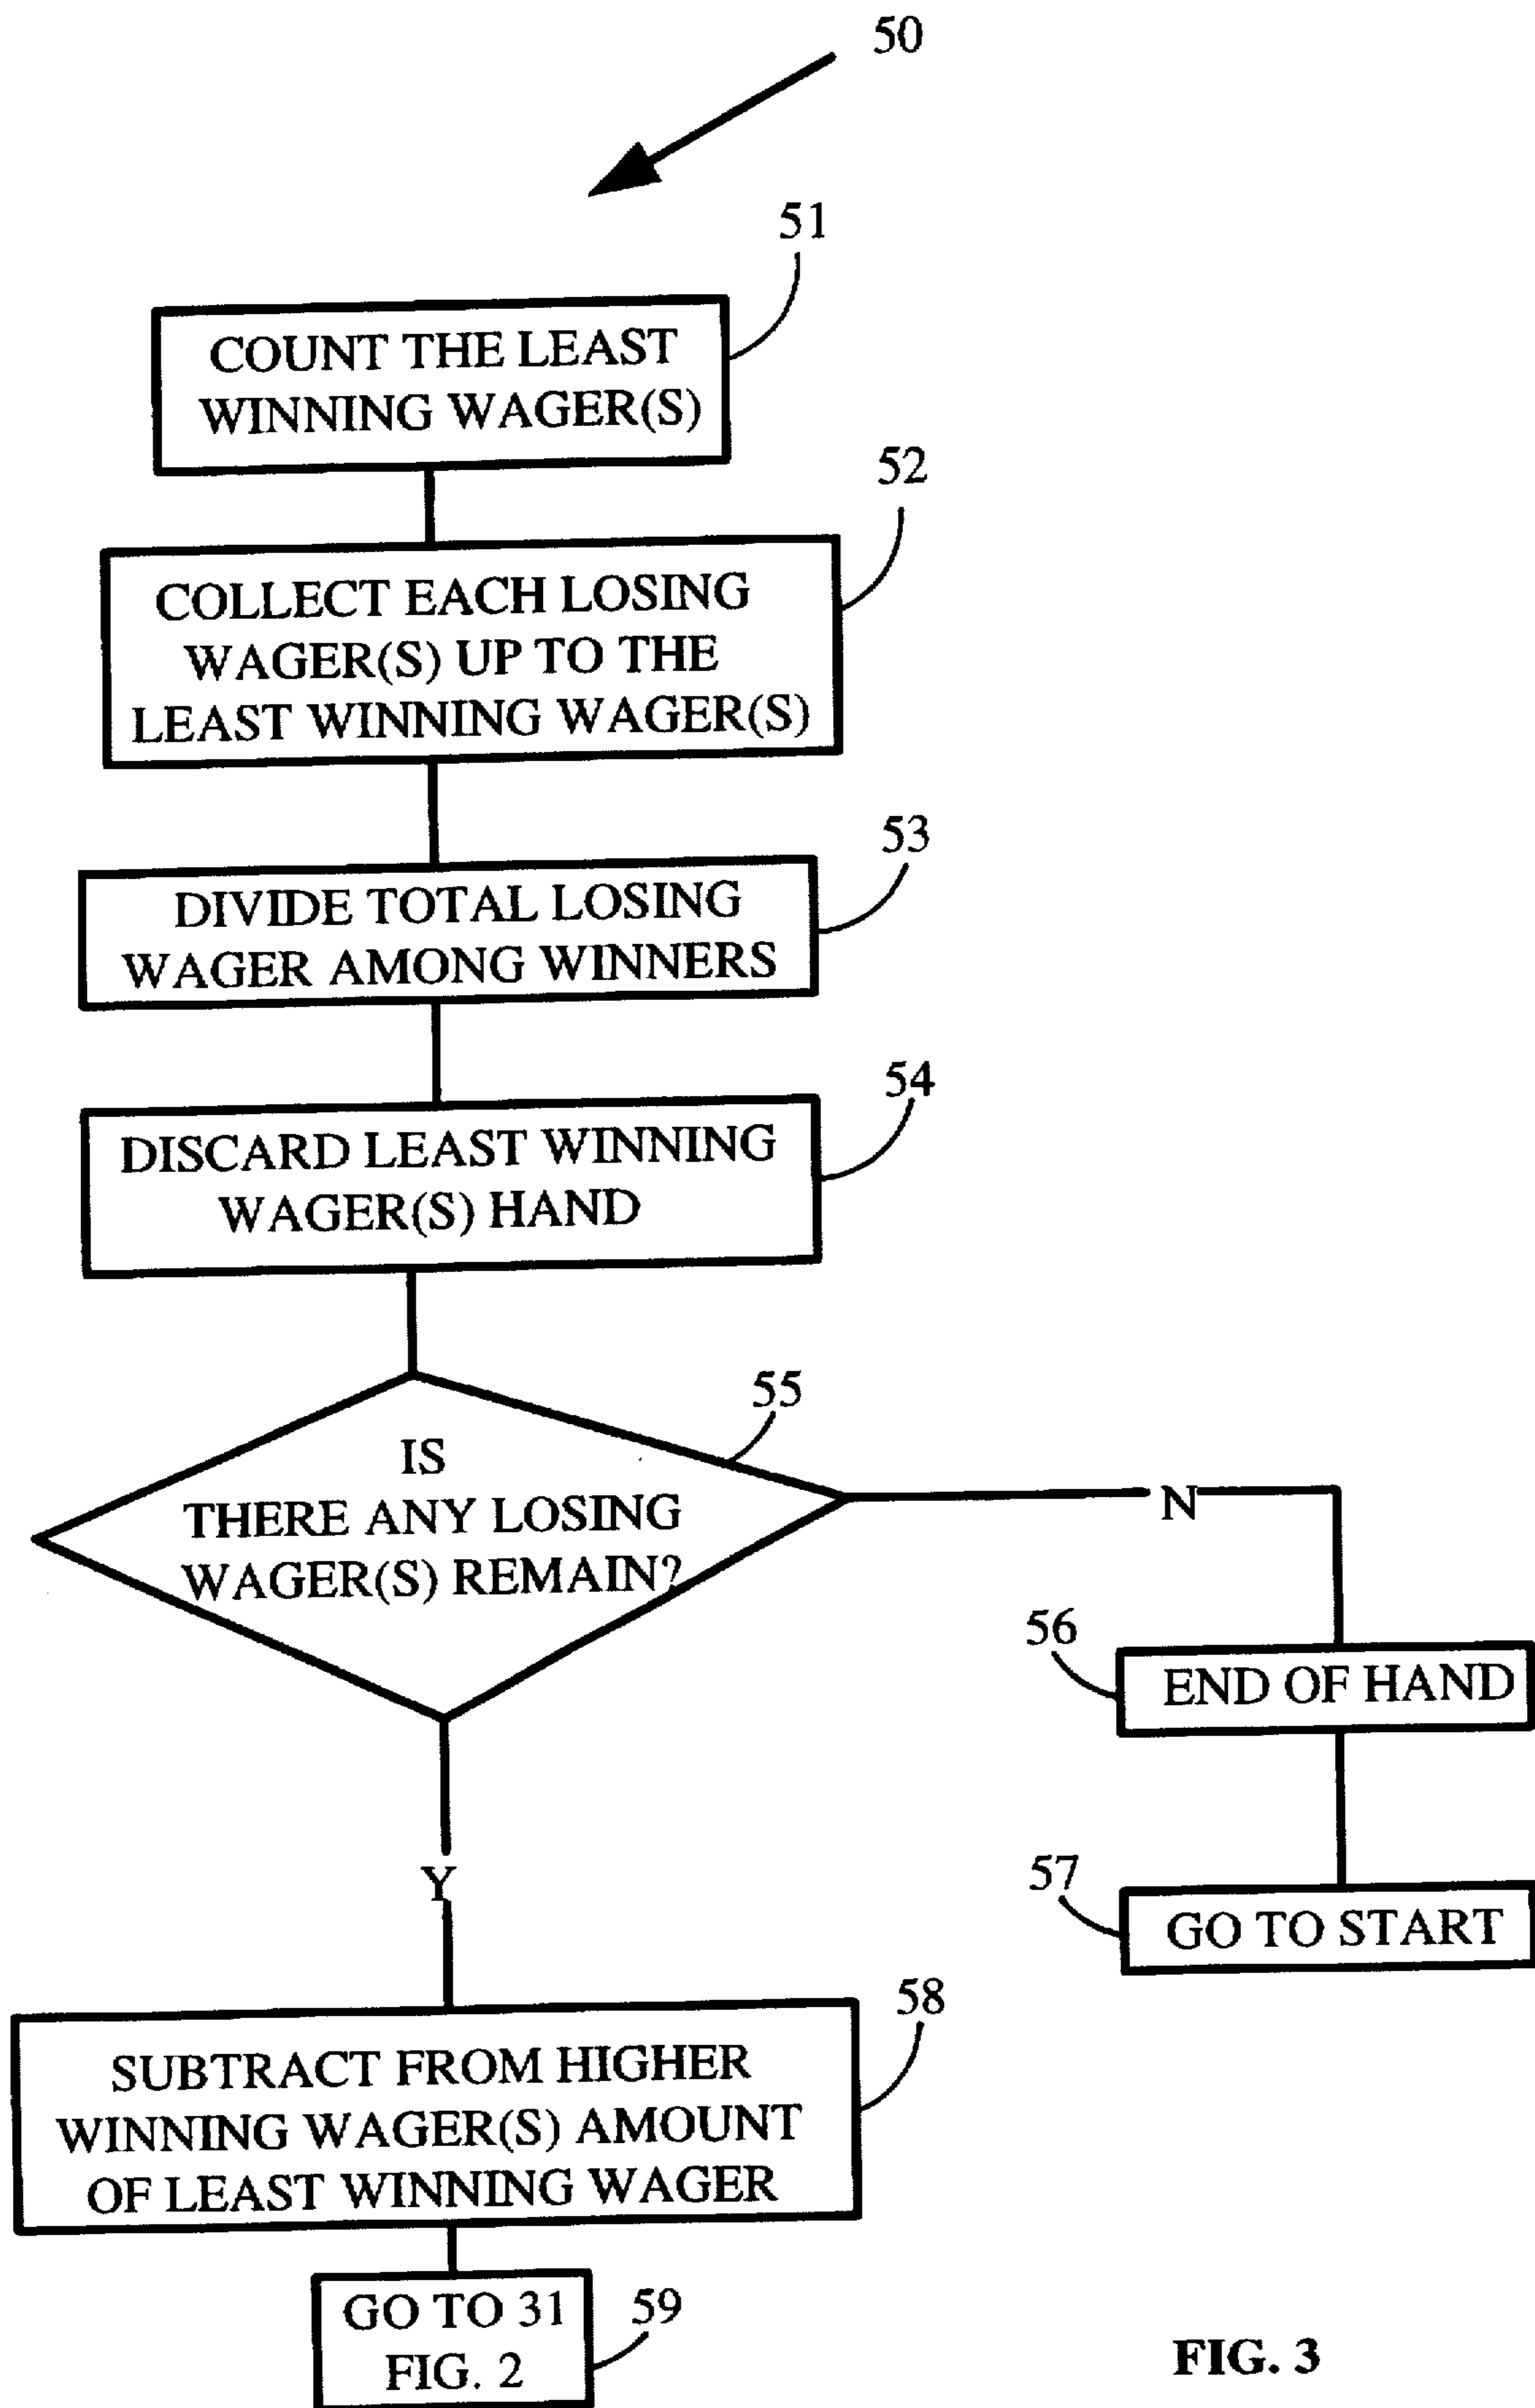 50
51
COUNT THE LEAST
WINNING WAGER(S)
52
COLLECT EACH LOSING
WAGER(S) UP TO THE
LEAST WINNING WAGER(S)
53
DIVIDE TOTAL LOSING
WAGER AMONG WINNERS
54
DISCARD LEAST WINNING
WAGER(S) HAND
55
IS
THERE ANY LOSING
WAGER(S) REMAIN?
N
56
END OF HAND
57
GO TO START
Y
58
SUBTRACT FROM HIGHER
WINNING WAGER(S) AMOUNT
OF LEAST WINNING WAGER
59
GO TO 31
FIG. 2
FIG. 3